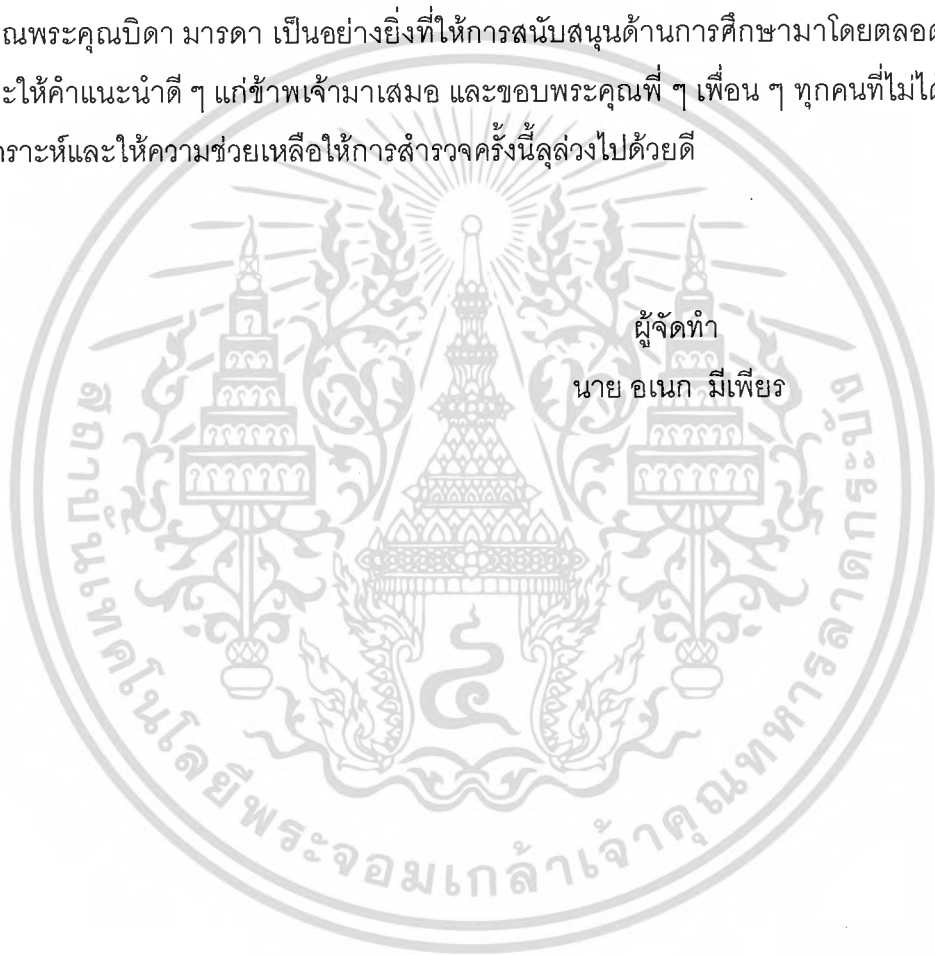 ณพระคุณบิดา มารดา เป็นอย่างยิ่งที่ให้การสนับสนุนด้านการศึกษามาโดยตลอด
ะให้คำแนะนำดี ๆ แก่ข้าพเจ้ามาเสมอ และขอบพระคุณพี่ ๆ เพื่อน ๆ ทุกคนที่ไม่ได้
คราะห์และให้ความช่วยเหลือให้การสำรวจครั้งนี้ลุล่วงไปด้วยดี
ผู้จัดทำ
นาย อเนก มีเพียร
สถาบันเทคโนโลยีพระจอมเกล้าเจ้าคุณทหารลาดกระบัง
๔